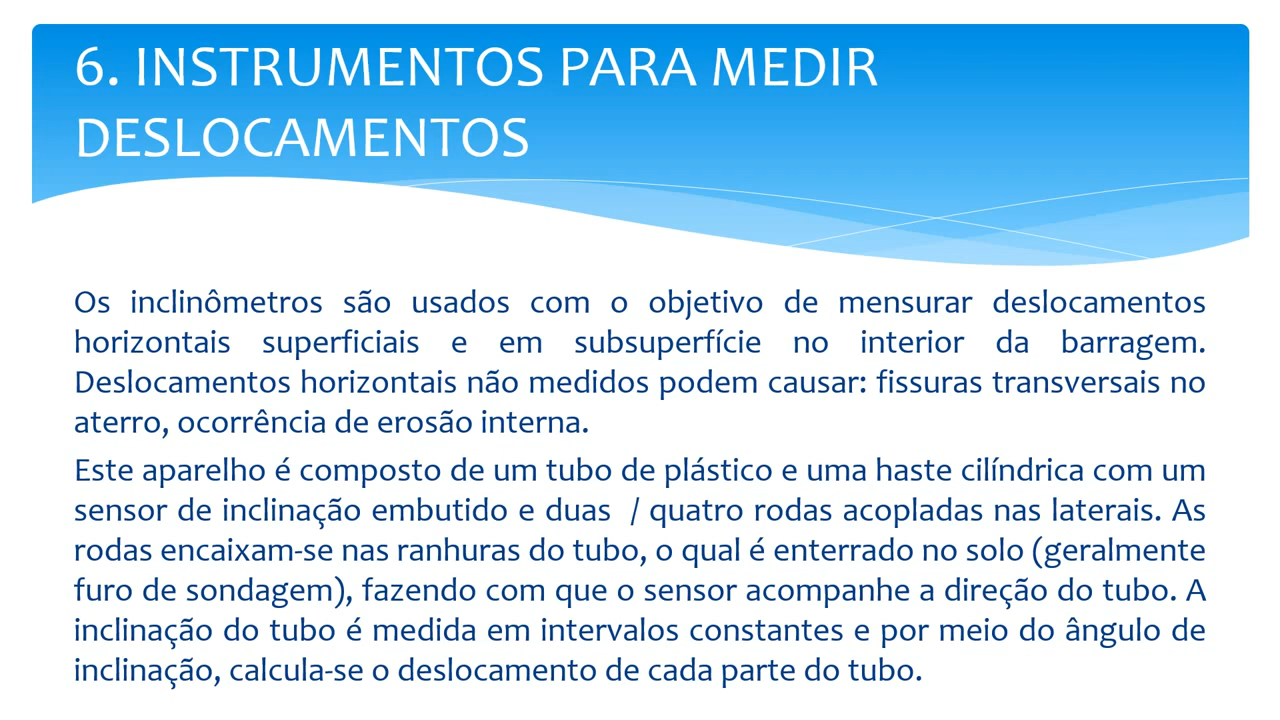 6. INSTRUMENTOS PARA MEDIR
DESLOCAMENTOS
Os inclinômetros são usados com o objetivo de mensurar deslocamentos
horizontais superficiais e em subsuperfície no interior da barragem.
Deslocamentos horizontais não medidos podem causar: fissuras transversais no
aterro, ocorrência de erosão interna.
Este aparelho é composto de um tubo de plástico e uma haste cilíndrica com um
sensor de inclinação embutido e duas / quatro rodas acopladas nas laterais. As
rodas encaixam-se nas ranhuras do tubo, o qual é enterrado no solo (geralmente
furo de sondagem), fazendo com que o sensor acompanhe a direção do tubo. A
inclinação do tubo é medida em intervalos constantes e por meio do ângulo de
inclinação, calcula-se o deslocamento de cada parte do tubo.